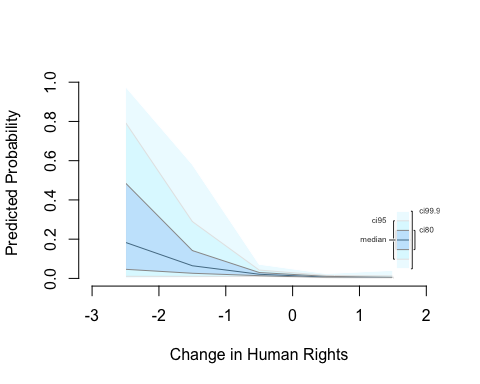 Predicted Probability
1.0
0.8
0.6
0.4
0.2
0.0
ci95
median
ci99.9
ci80
-3 -2 -1 0 1 2
Change in Human Rights